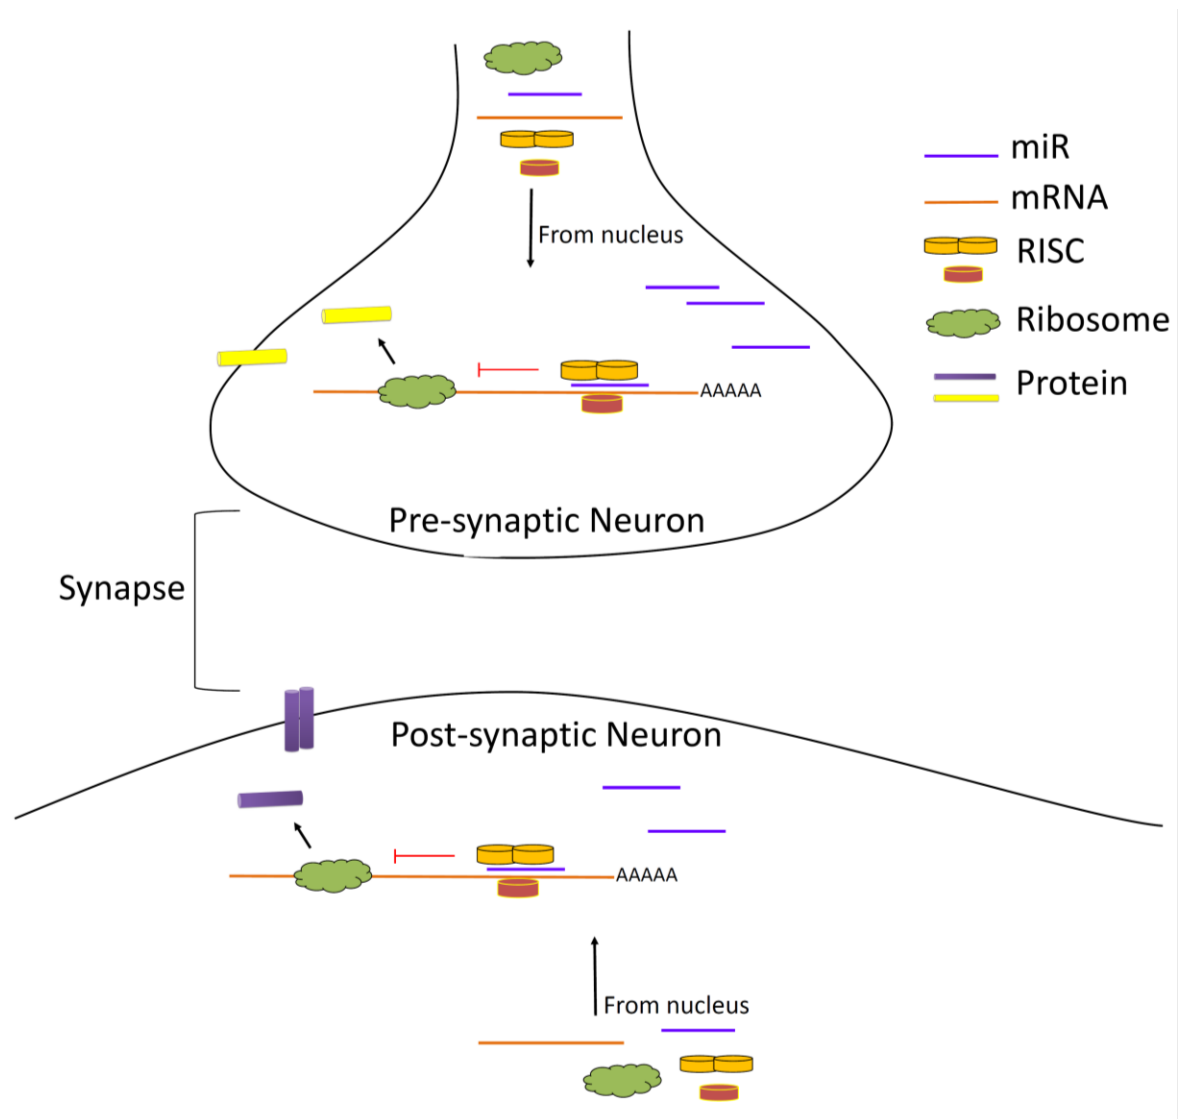 From nucleus
miR
mRNA
RISC
Ribosome
Protein
AAAAA
Pre-synaptic Neuron
Synapse
Post-synaptic Neuron
AAAAA
From nucleus